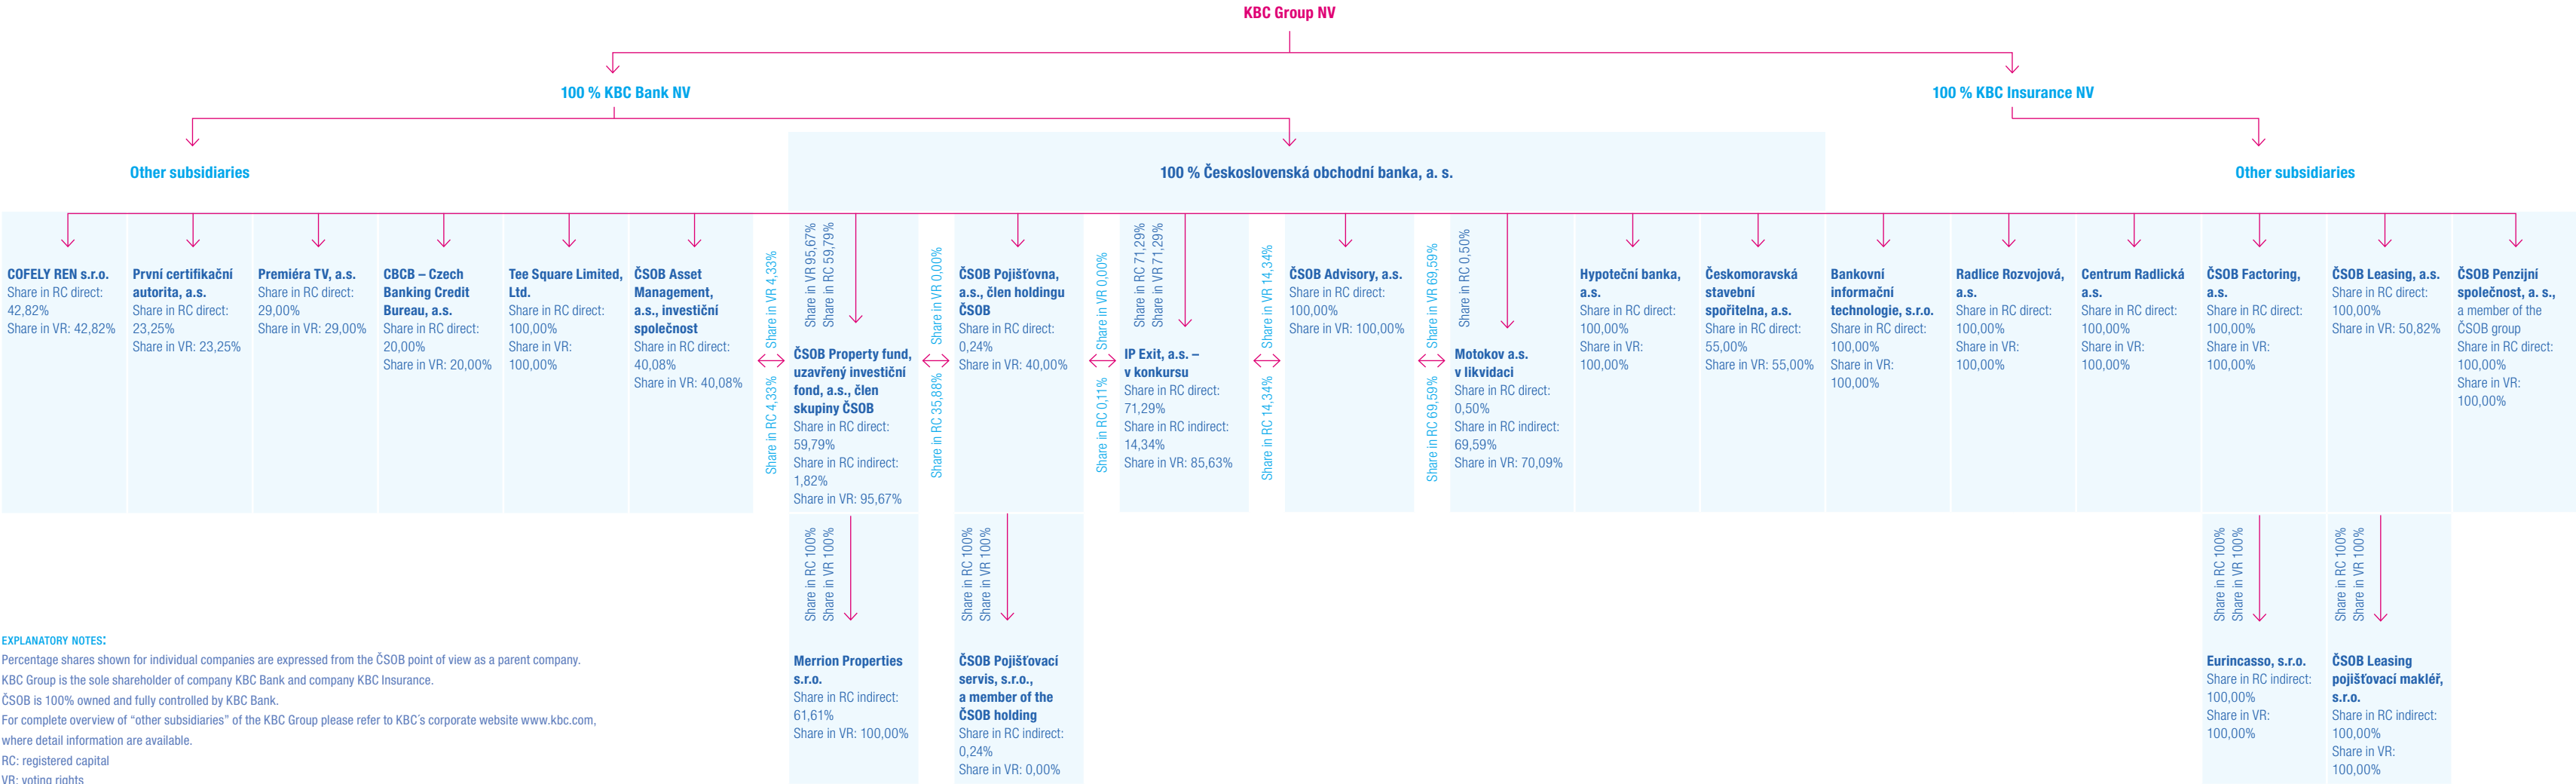 KBC Group NV
100 % KBC Bank NV
100 % KBC Insurance NV
Other subsidiaries
100 % Československá obchodní banka, a. s.
Other subsidiaries
COFELY REN s.r.o.
Share in RC direct:
42,82%
Share in VR: 42,82%
První certifikační
autorita, a.s.
Share in RC direct:
23,25%
Share in VR: 23,25%
Premiéra TV, a.s.
Share in RC direct:
29,00%
Share in VR: 29,00%
CBCB – Czech
Banking Credit
Bureau, a.s.
Share in RC direct:
20,00%
Share in VR: 20,00%
Tee Square Limited,
Ltd.
Share in RC direct:
100,00%
Share in VR:
100,00%
ČSOB Asset
Management,
a.s., investiční
společnost
Share in RC direct:
40,08%
Share in VR: 40,08%
Share in VR 4,33%
Share in RC 4,33%
Share in VR 95,67%
Share in RC 59,79%
ČSOB Property fund,
uzavřený investiční
fond, a.s., člen
skupiny ČSOB
Share in RC direct:
59,79%
Share in RC indirect:
1,82%
Share in VR: 95,67%
Share in VR 0,00%
Share in RC 35,88%
ČSOB Pojišťovna,
a.s., člen holdingu
ČSOB
Share in RC direct:
0,24%
Share in VR: 40,00%
Share in VR 0,00%
Share in RC 0,11%
Share in RC 71,29%
Share in VR 71,29%
IP Exit, a.s. –
v konkursu
Share in RC direct:
71,29%
Share in RC indirect:
14,34%
Share in VR: 85,63%
Share in VR 14,34%
Share in RC 14,34%
ČSOB Advisory, a.s.
Share in RC direct:
100,00%
Share in VR: 100,00%
Share in VR 69,59%
Share in RC 69,59%
Share in RC 0,50%
Motokov a.s.
v likvidaci
Share in RC direct:
0,50%
Share in RC indirect:
69,59%
Share in VR: 70,09%
Hypoteční banka,
a.s.
Share in RC direct:
100,00%
Share in VR:
100,00%
Českomoravská
stavební
spořitelna, a.s.
Share in RC direct:
55,00%
Share in VR: 55,00%
Bankovní
informační
technologie, s.r.o.
Share in RC direct:
100,00%
Share in VR:
100,00%
Radlice Rozvojová,
a.s.
Share in RC direct:
100,00%
Share in VR:
100,00%
Centrum Radlická
a.s.
Share in RC direct:
100,00%
Share in VR:
100,00%
ČSOB Factoring,
a.s.
Share in RC direct:
100,00%
Share in VR:
100,00%
ČSOB Leasing, a.s.
Share in RC direct:
100,00%
Share in VR: 50,82%
ČSOB Penzijní
společnost, a. s.,
a member of the
ČSOB group
Share in RC direct:
100,00%
Share in VR:
100,00%
Share in RC 100%
Share in VR 100%
Merrion Properties
s.r.o.
Share in RC indirect:
61,61%
Share in VR: 100,00%
Share in RC 100%
Share in VR 100%
ČSOB Pojišťovací
servis, s.r.o.,
a member of the
ČSOB holding
Share in RC indirect:
0,24%
Share in VR: 0,00%
Share in RC 100%
Share in VR 100%
Eurincasso, s.r.o.
Share in RC indirect:
100,00%
Share in VR:
100,00%
Share in RC 100%
Share in VR 100%
ČSOB Leasing
pojišťovací makléř,
s.r.o.
Share in RC indirect:
100,00%
Share in VR:
100,00%
EXPLANATORY NOTES:
Percentage shares shown for individual companies are expressed from the ČSOB point of view as a parent company.
KBC Group is the sole shareholder of company KBC Bank and company KBC Insurance.
ČSOB is 100% owned and fully controlled by KBC Bank.
For complete overview of “other subsidiaries” of the KBC Group please refer to KBC´s corporate website www.kbc.com,
where detail information are available.
RC: registered capital
VR: voting rights